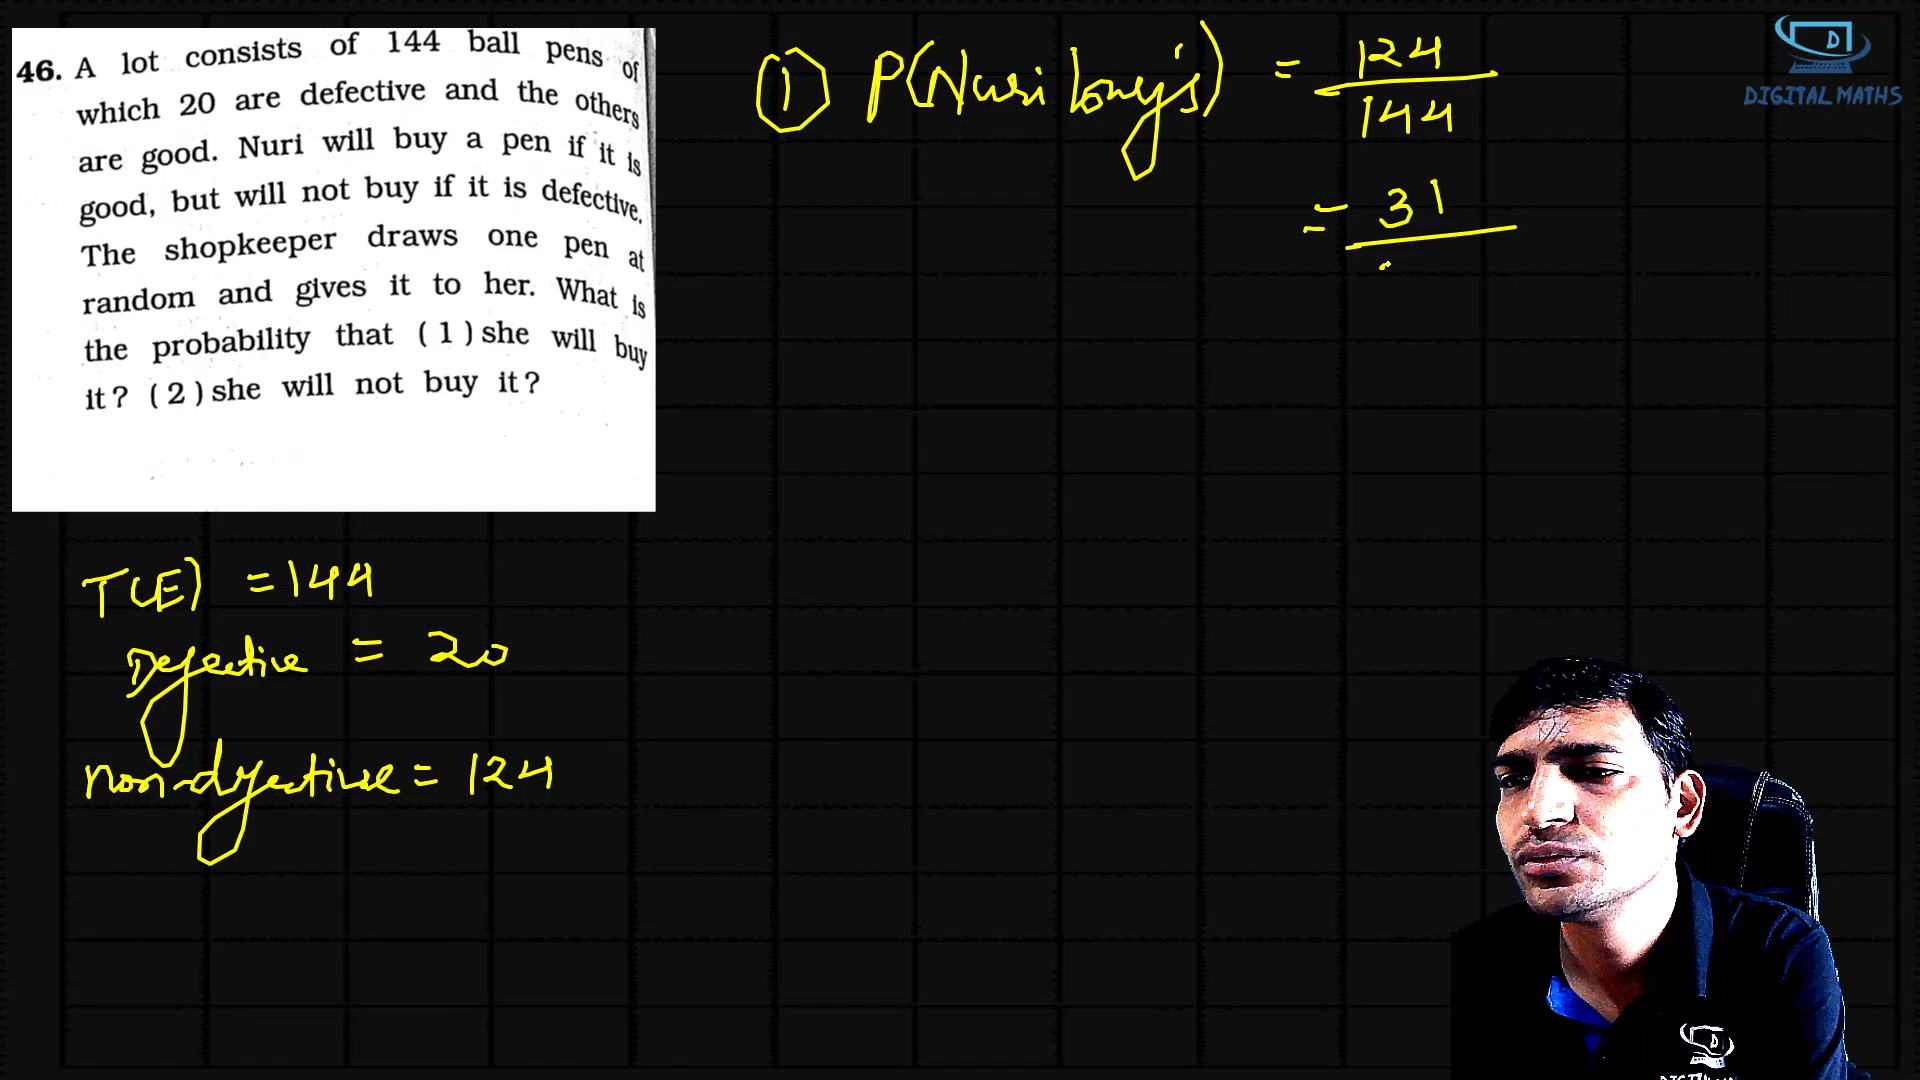 46. A lot consists of 144 ball pens of
which 20 are defective and the others
are good. Nuri will buy a pen if it is
good, but will not buy if it is defective.
The shopkeeper draws one pen at
random and gives it to her. What is
the probability that (1) she will buy
it? (2) she will not buy it?
① P(Nuri buy's) = 124
144
= 31
D
DIGITAL MATHS
T(E) = 144
Defective = 20
non-defective = 124
D